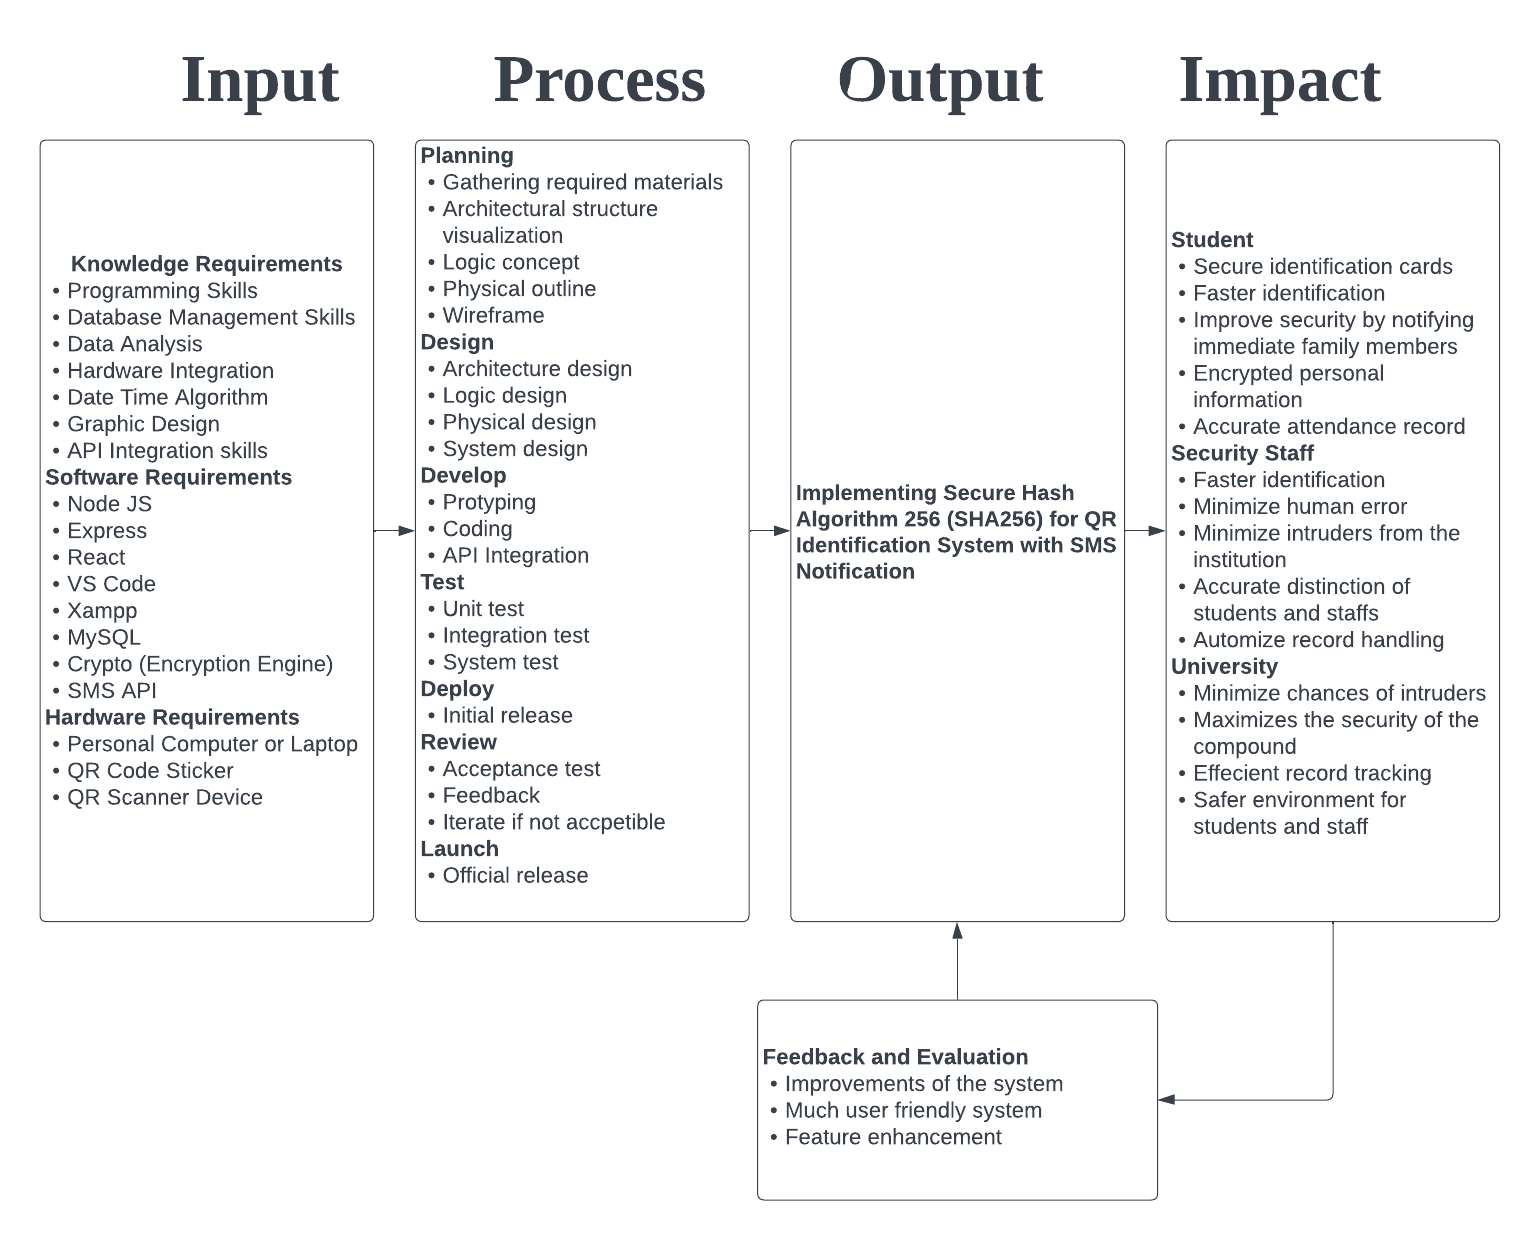 Input
Process
Output
Impact
Knowledge Requirements
• Programming Skills
• Database Management Skills
• Data Analysis
• Hardware Integration
• Date Time Algorithm
• Graphic Design
• API Integration skills
Software Requirements
• Node JS
• Express
• React
• VS Code
• Xampp
• MySQL
• Crypto (Encryption Engine)
• SMS API
Hardware Requirements
• Personal Computer or Laptop
• QR Code Sticker
• QR Scanner Device
Planning
• Gathering required materials
• Architectural structure
visualization
• Logic concept
• Physical outline
• Wireframe
Design
• Architecture design
• Logic design
• Physical design
• System design
Develop
• Protyping
• Coding
• API Integration
Test
• Unit test
• Integration test
• System test
Deploy
• Initial release
Review
• Acceptance test
• Feedback
• Iterate if not accpetible
Launch
• Official release
Implementing Secure Hash
Algorithm 256 (SHA256) for QR
Identification System with SMS
Notification
Student
• Secure identification cards
• Faster identification
• Improve security by notifying
immediate family members
• Encrypted personal
information
• Accurate attendance record
Security Staff
• Faster identification
• Minimize human error
• Minimize intruders from the
institution
• Accurate distinction of
students and staffs
• Automize record handling
University
• Minimize chances of intruders
• Maximizes the security of the
compound
• Effecient record tracking
• Safer environment for
students and staff
Feedback and Evaluation
• Improvements of the system
• Much user friendly system
• Feature enhancement